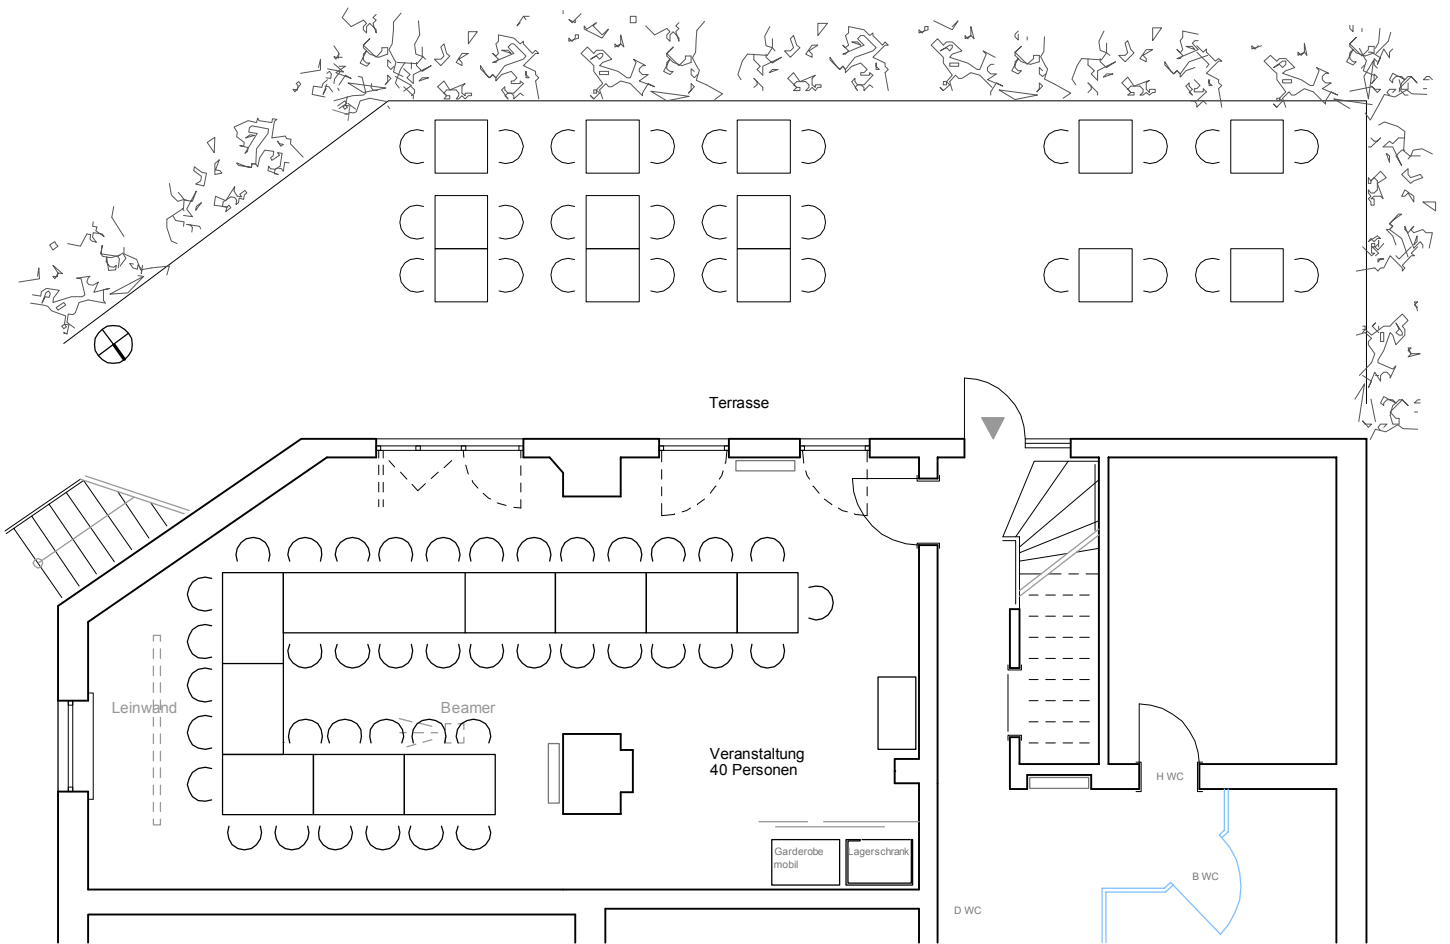 Terrasse
Leinwand
Beamer
Veranstaltung
40 Personen
H WC
Garderobe
mobil
Lagerschrank
B WC
D WC